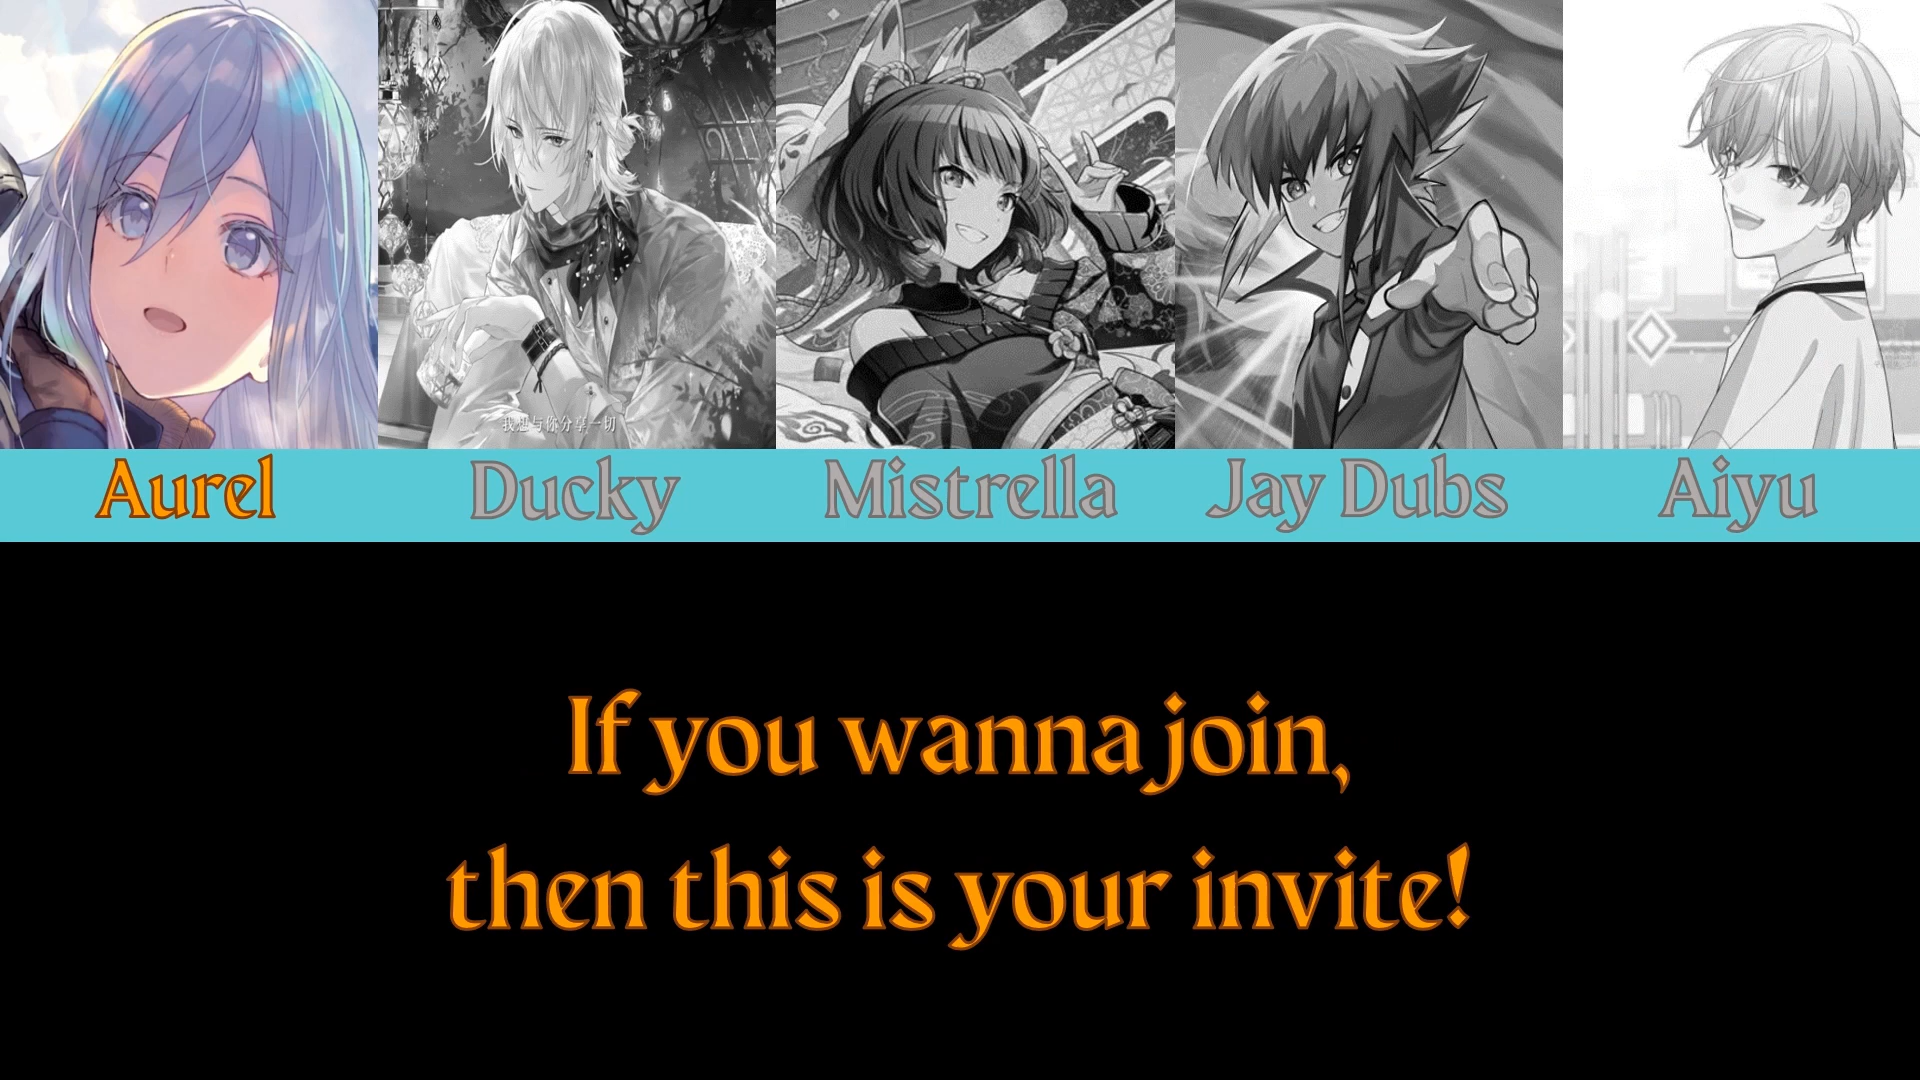 我想与你分享一切
Aurel
Ducky
Mistrella
Jay Dubs
Aiyu
If you wanna join,
then this is your invite!